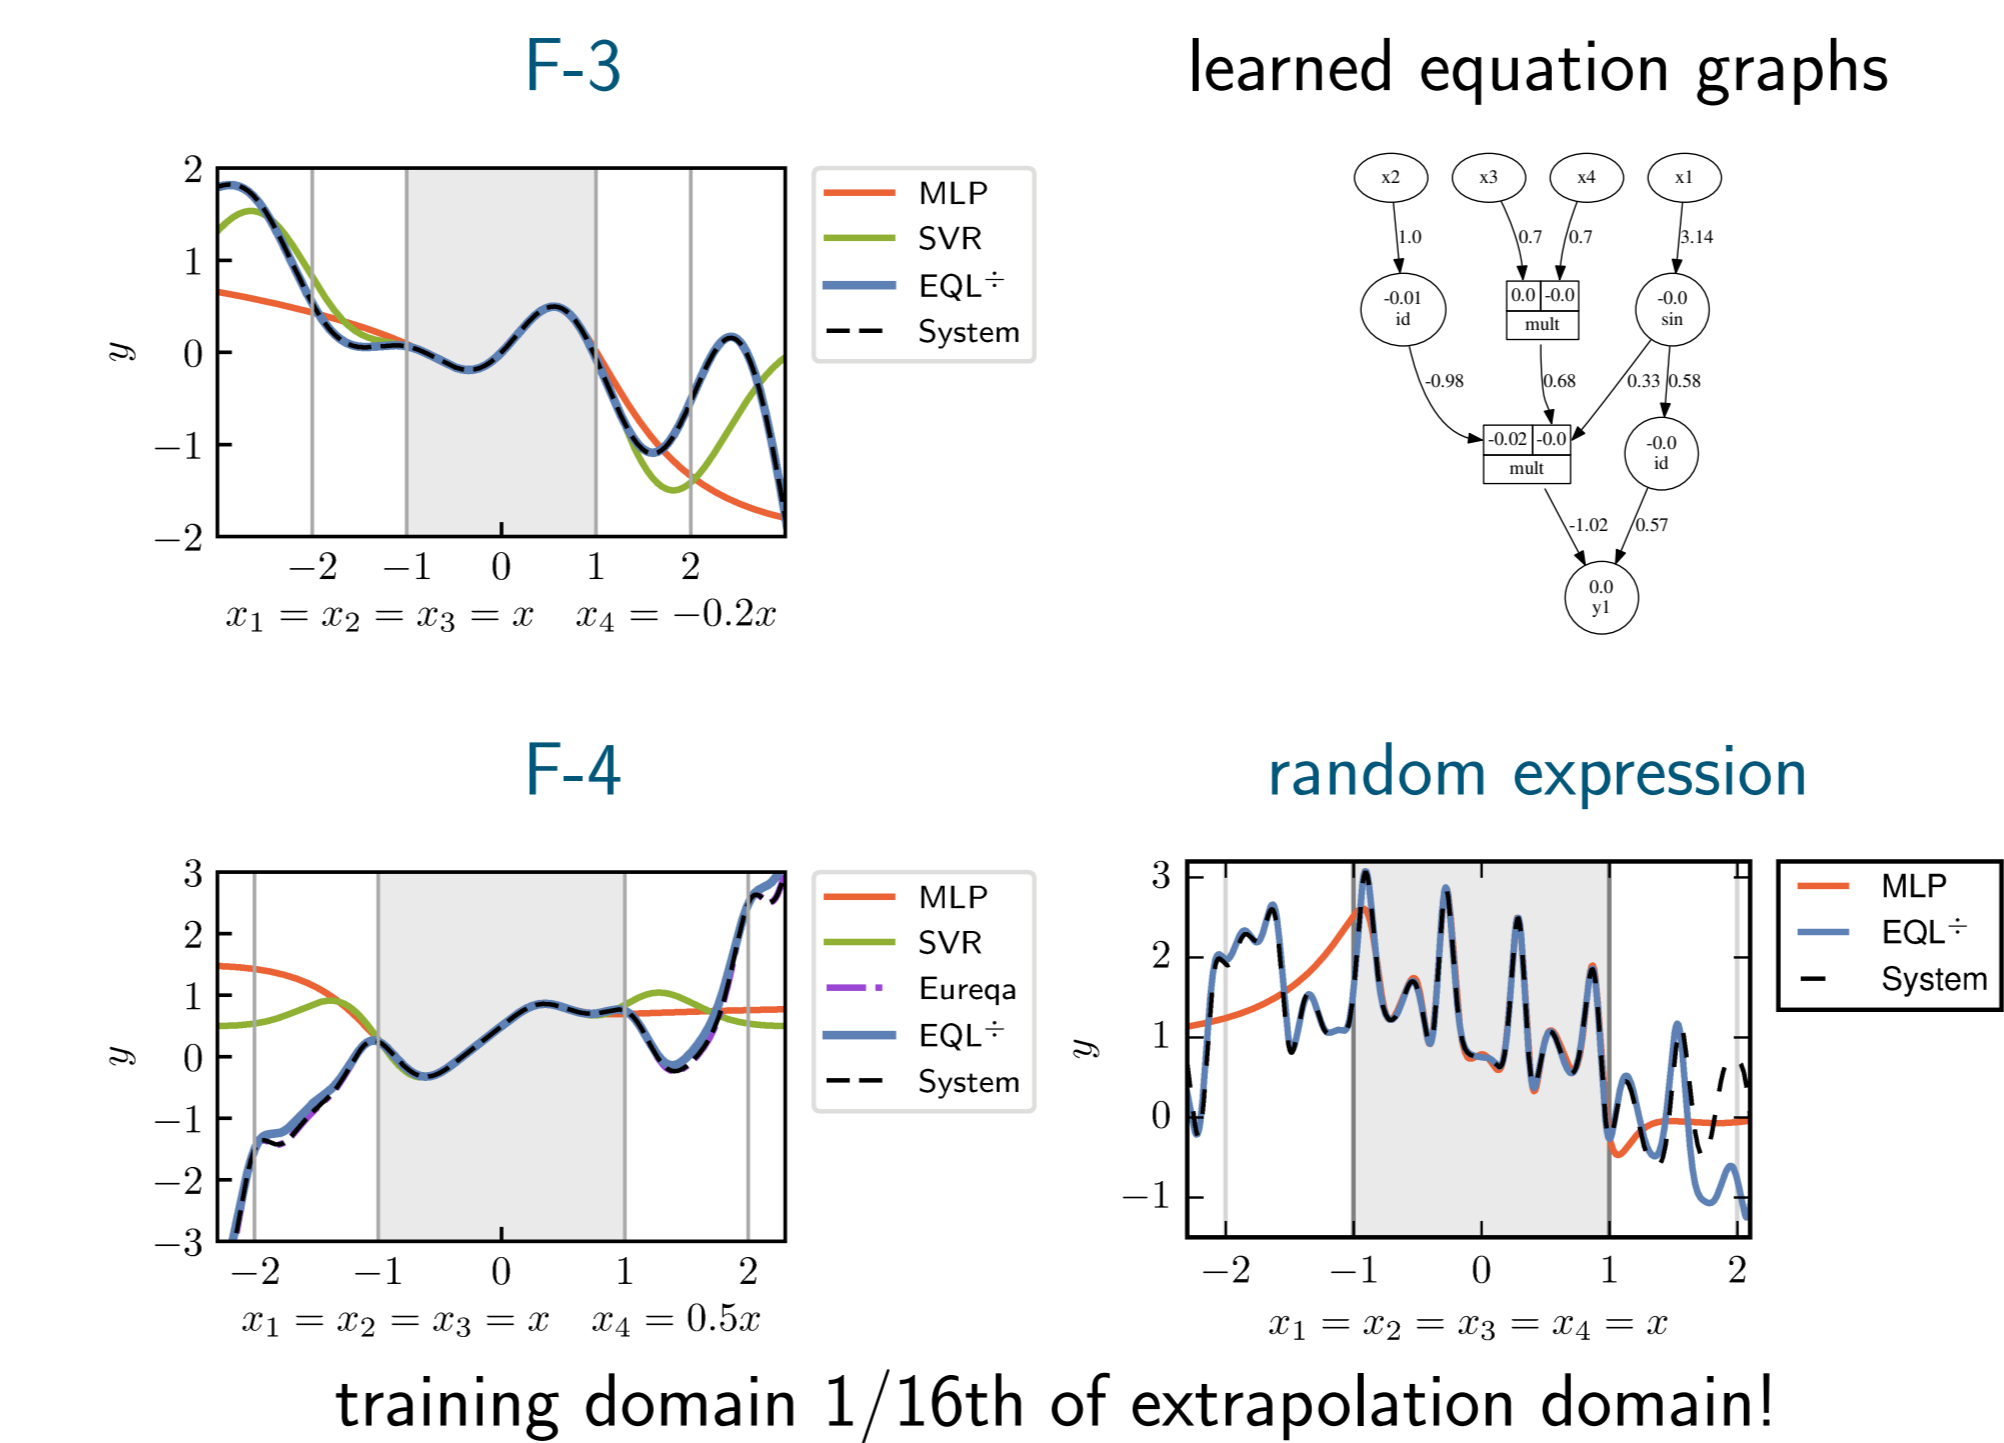 F-3
2
1
0
−1
−2
y
−2 −1 0 1 2
x₁ = x₂ = x₃ = x x₄ = −0.2x
MLP
SVR
EQL÷
System
learned equation graphs
x2 x3 x4 x1
1.0 0.7 0.7 3.14
-0.01
id
0.0 -0.0
mult
-0.0
sin
-0.98 0.68 0.33 0.58
-0.02 -0.0
mult
-0.0
id
-1.02 0.57
0.0
y1
F-4
3
2
1
0
−1
−2
−3
y
−2 −1 0 1 2
x₁ = x₂ = x₃ = x x₄ = 0.5x
MLP
SVR
Eureqa
EQL÷
System
random expression
3
2
1
0
−1
y
−2 −1 0 1 2
x₁ = x₂ = x₃ = x₄ = x
MLP
EQL÷
System
training domain 1/16th of extrapolation domain!